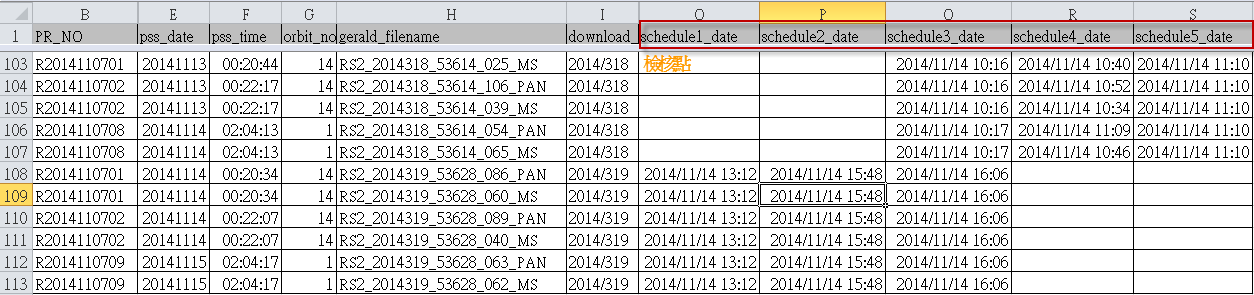 B E F G H I O P Q R S
1 PR_NO pss_date pss_time orbit_no gerald_filename download_ schedule1_date schedule2_date schedule3_date schedule4_date schedule5_date
103 R2014110701 20141113 00:20:44 14 RS2_2014318_53614_025_MS 2014/318 檢核點 2014/11/14 10:16 2014/11/14 10:40 2014/11/14 11:10
104 R2014110702 20141113 00:22:17 14 RS2_2014318_53614_106_PAN 2014/318 2014/11/14 10:16 2014/11/14 10:52 2014/11/14 11:10
105 R2014110702 20141113 00:22:17 14 RS2_2014318_53614_039_MS 2014/318 2014/11/14 10:16 2014/11/14 10:34 2014/11/14 11:10
106 R2014110708 20141114 02:04:13 1 RS2_2014318_53614_054_PAN 2014/318 2014/11/14 10:17 2014/11/14 11:09 2014/11/14 11:10
107 R2014110708 20141114 02:04:13 1 RS2_2014318_53614_065_MS 2014/318 2014/11/14 10:17 2014/11/14 10:46 2014/11/14 11:10
108 R2014110701 20141114 00:20:34 14 RS2_2014319_53628_086_PAN 2014/319 2014/11/14 13:12 2014/11/14 15:48 2014/11/14 16:06
109 R2014110701 20141114 00:20:34 14 RS2_2014319_53628_060_MS 2014/319 2014/11/14 13:12 2014/11/14 15:48 2014/11/14 16:06
110 R2014110702 20141114 00:22:07 14 RS2_2014319_53628_089_PAN 2014/319 2014/11/14 13:12 2014/11/14 15:48 2014/11/14 16:06
111 R2014110702 20141114 00:22:07 14 RS2_2014319_53628_040_MS 2014/319 2014/11/14 13:12 2014/11/14 15:48 2014/11/14 16:06
112 R2014110709 20141115 02:04:17 1 RS2_2014319_53628_063_PAN 2014/319 2014/11/14 13:12 2014/11/14 15:48 2014/11/14 16:06
113 R2014110709 20141115 02:04:17 1 RS2_2014319_53628_062_MS 2014/319 2014/11/14 13:12 2014/11/14 15:48 2014/11/14 16:06